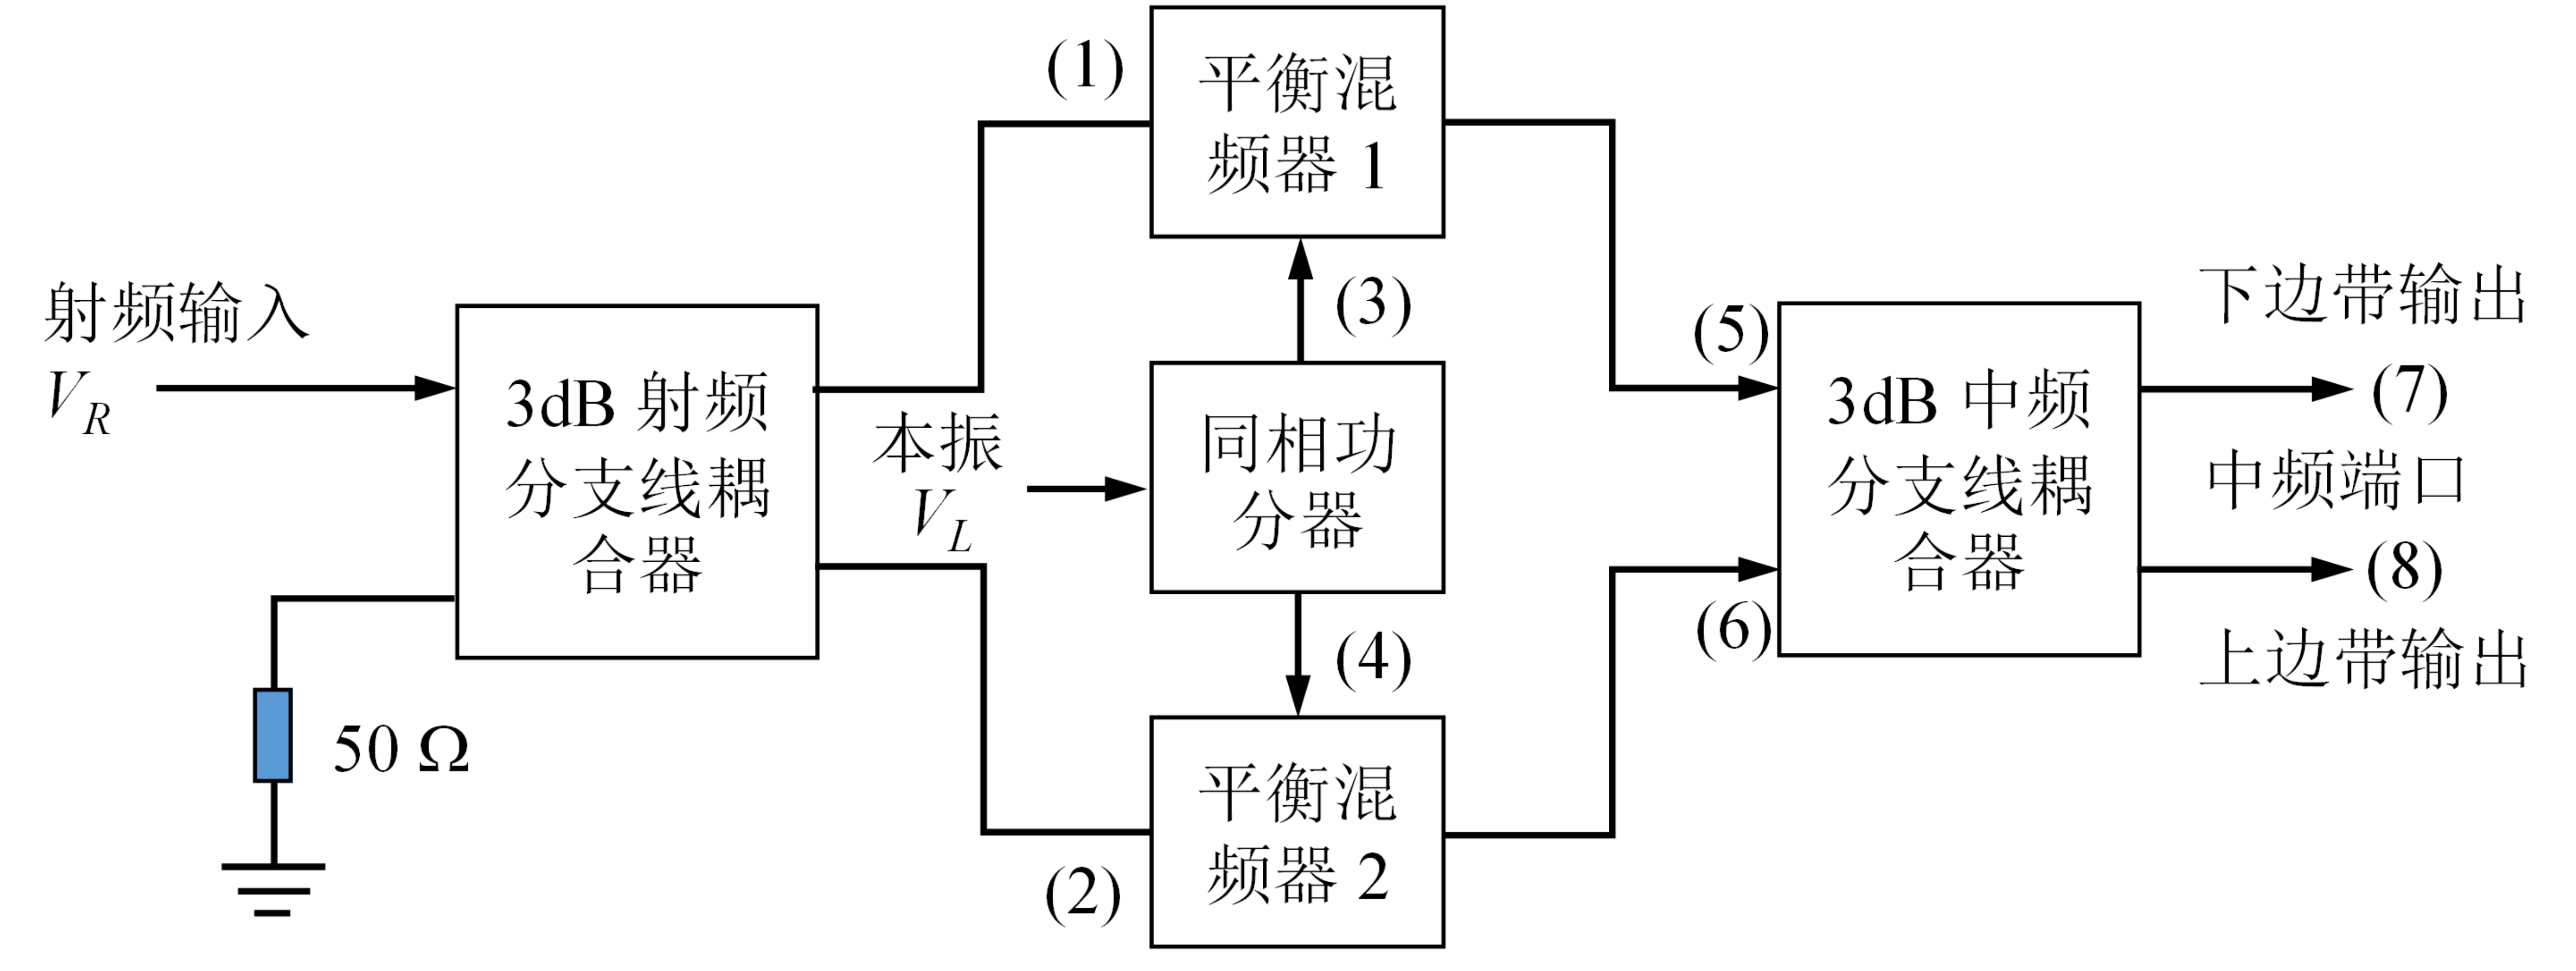 射频输入
V_R
50 Ω
3dB 射频
分支线耦
合器
(1)
(2)
本振
V_L
平衡混
频器 1
(3)
同相功
分器
(4)
平衡混
频器 2
(5)
(6)
3dB 中频
分支线耦
合器
下边带输出
(7)
中频端口
(8)
上边带输出